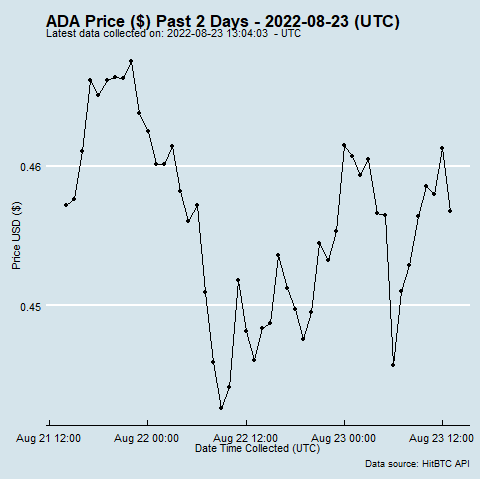 ADA Price ($) Past 2 Days - 2022-08-23 (UTC)
Latest data collected on: 2022-08-23 13:04:03 - UTC
Price USD ($)
0.46
0.45
Aug 21 12:00 Aug 22 00:00 Aug 22 12:00 Aug 23 00:00 Aug 23 12:00
Date Time Collected (UTC)
Data source: HitBTC API